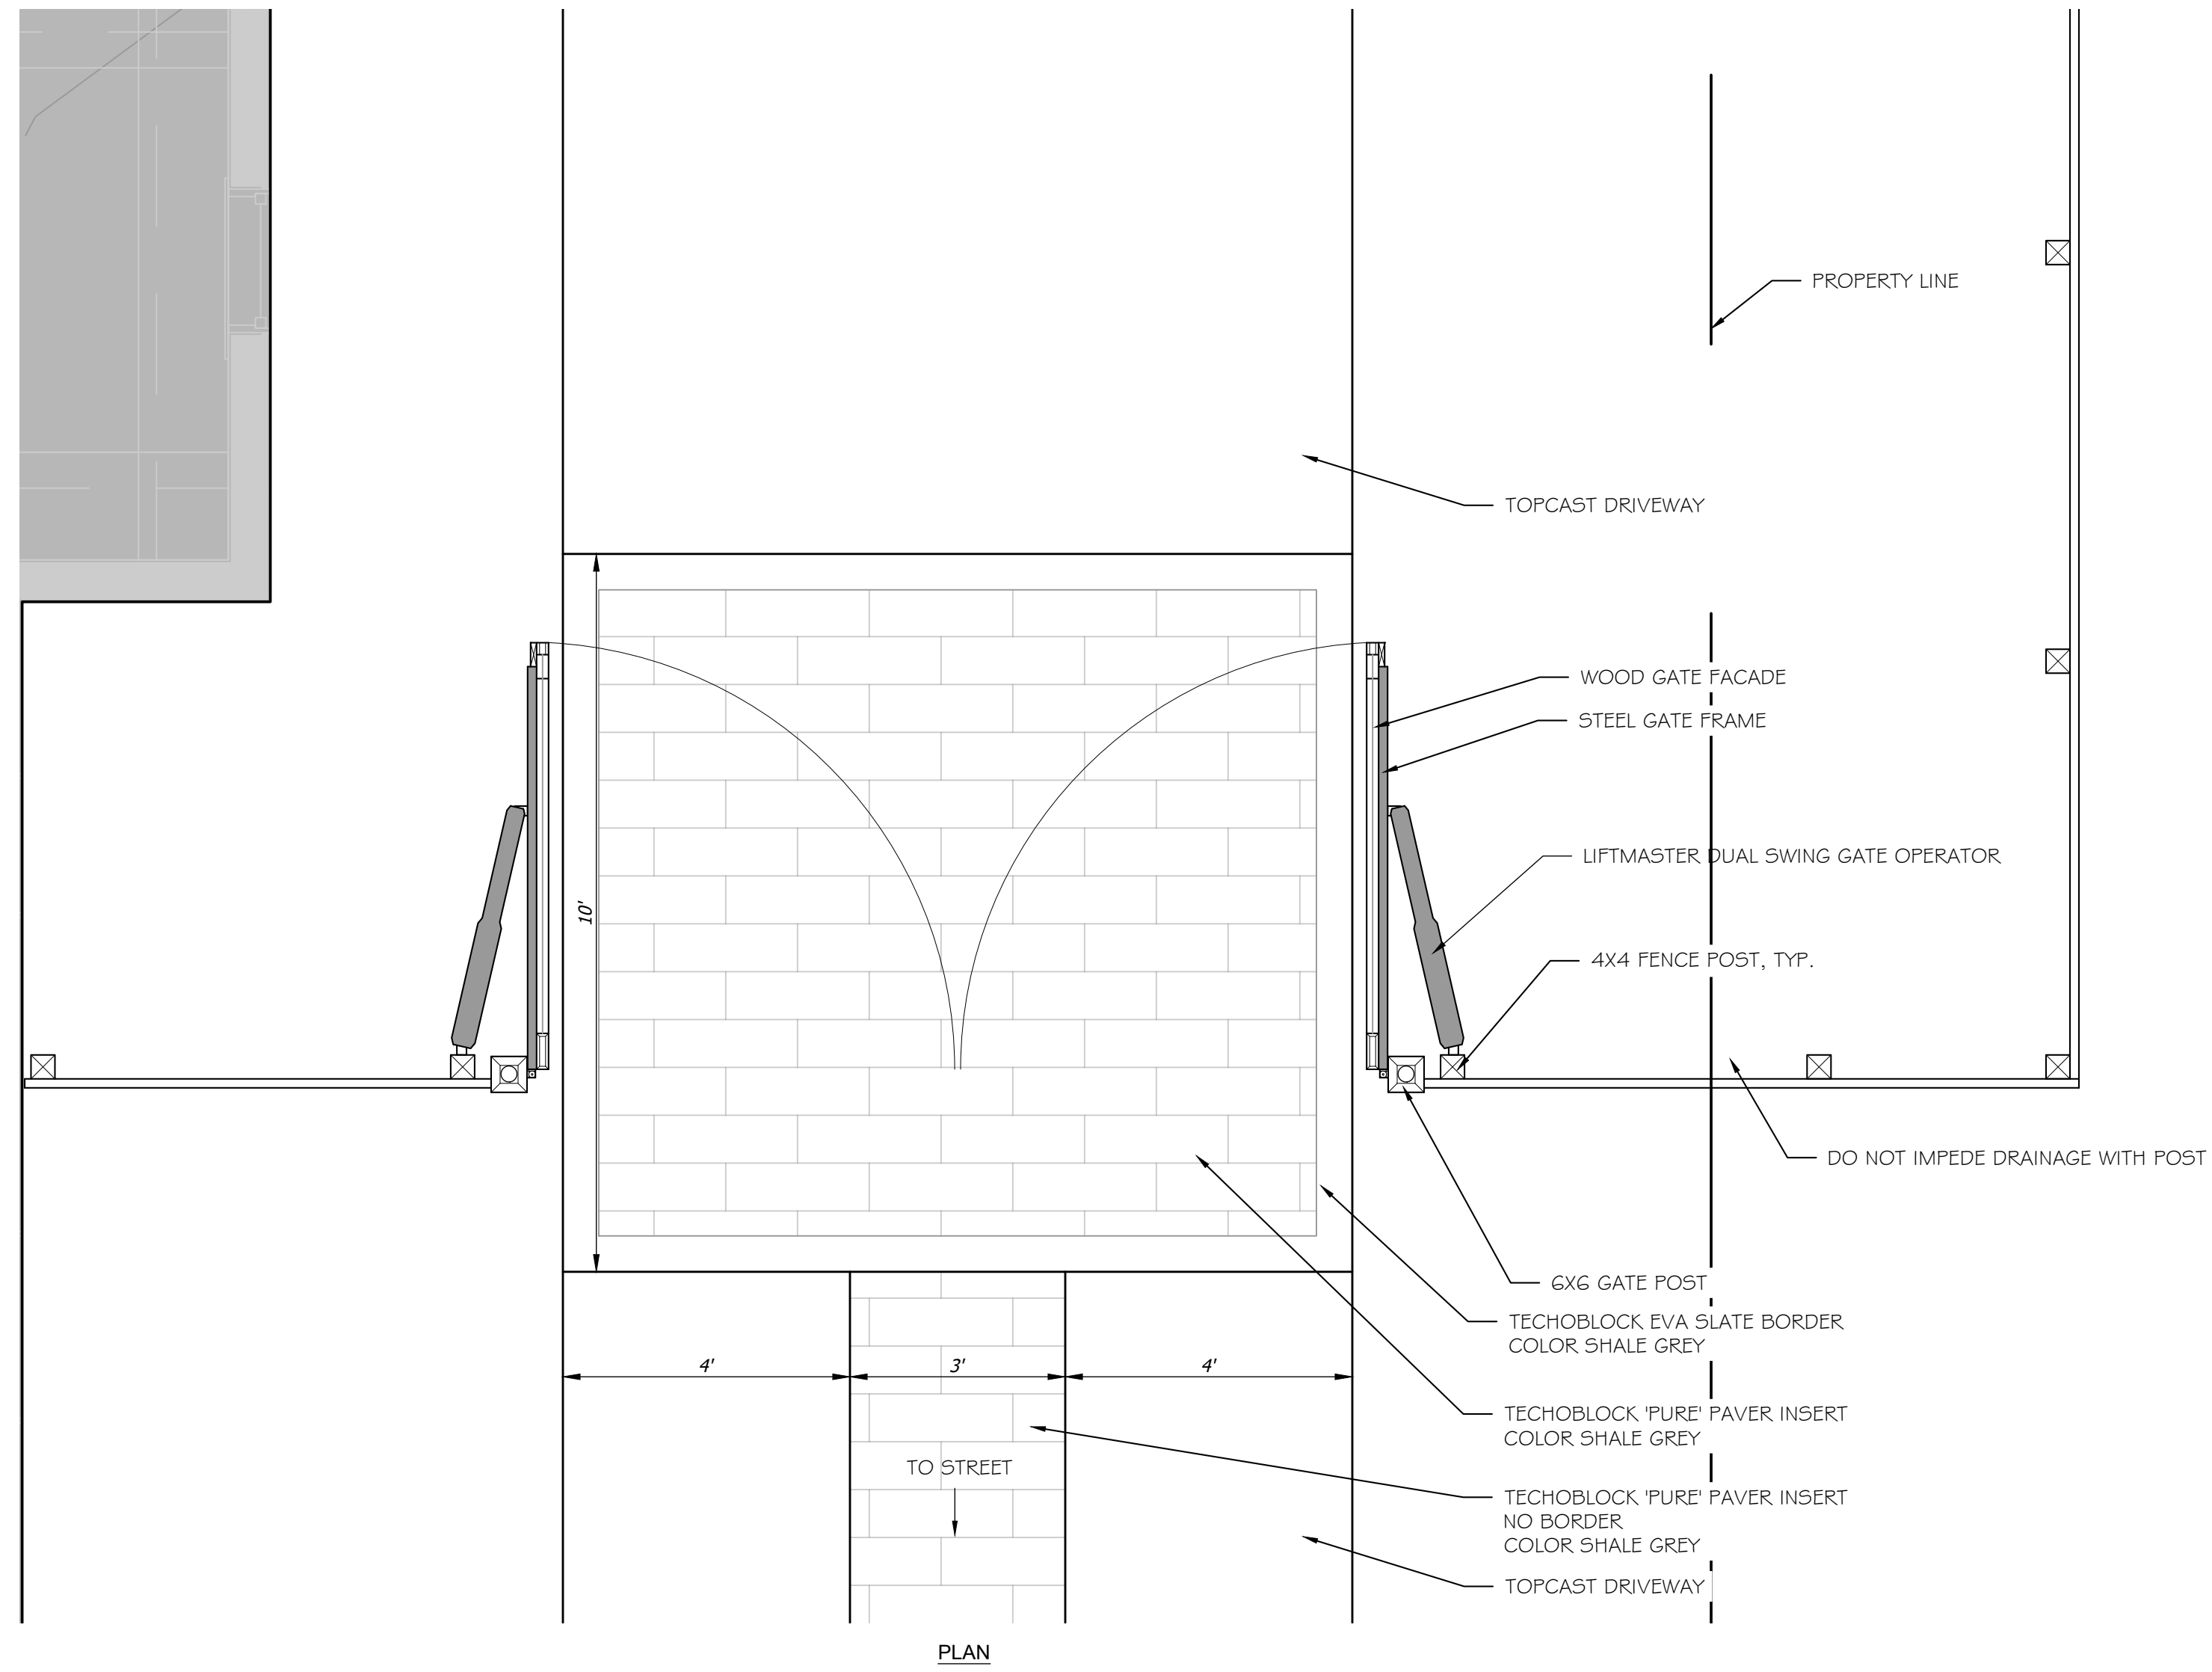 PROPERTY LINE
TOPCAST DRIVEWAY
WOOD GATE FACADE
STEEL GATE FRAME
LIFTMASTER DUAL SWING GATE OPERATOR
10'
4X4 FENCE POST, TYP.
DO NOT IMPEDE DRAINAGE WITH POST
6X6 GATE POST
TECHOBLOCK EVA SLATE BORDER
COLOR SHALE GREY
4'
3'
4'
TECHOBLOCK 'PURE' PAVER INSERT
COLOR SHALE GREY
TO STREET
TECHOBLOCK 'PURE' PAVER INSERT
NO BORDER
COLOR SHALE GREY
TOPCAST DRIVEWAY
PLAN